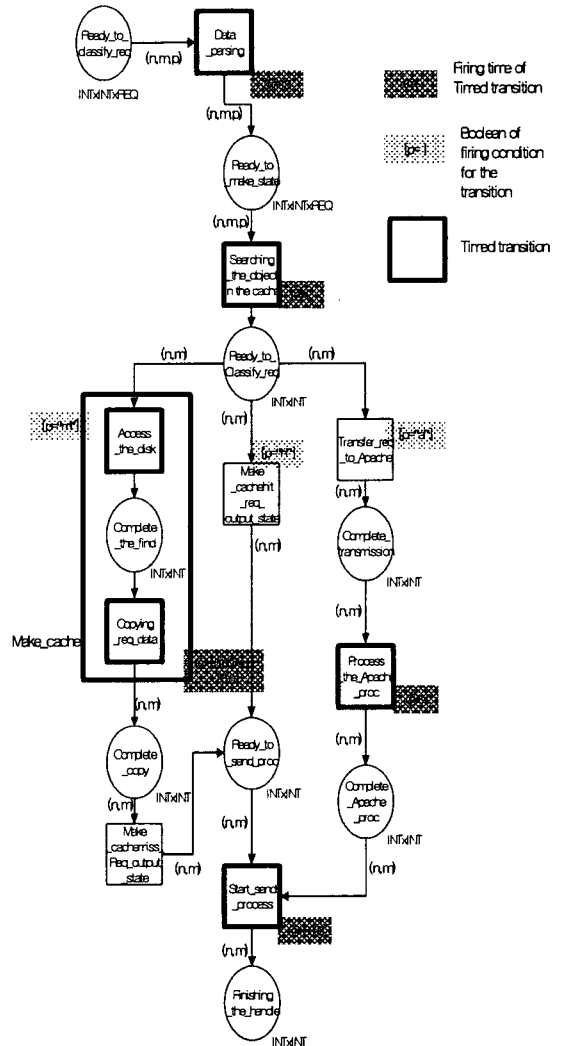 Ready_to_
classify_req
(n,m,p)
Data
_parsing
INTxINTxREQ
Firing time of
Timed transition
(n,m,p)
Ready_to
_make_state
INTxINTxREQ
[p= ]
Boolean of
firing condition
for the
transition
(n,m,p)
Searching
_the_object
in the cache
Timed transition
(n,m)
Ready_to_
Classify_req
(n,m)
INTxINT
(n,m)
[p="m"]
Access
_the_disk
Make
_cachehit
_req_
output_state
Transfer_req
_to_Apache
(n,m)
Complete
_the_find
INTxINT
(n,m)
Complete_
transmission
INTxINT
Copying
_req_data
Make_cache
(n,m)
Process
_the_Apache
_proc
(n,m)
(n,m)
Complete
_copy
INTxINT
Ready_to
_send_proc
INTxINT
Complete
_Apache
_proc
INTxINT
(n,m)
Make
_cachemiss_
Req_output
_state
(n,m)
(n,m)
(n,m)
Start_send
_process
(n,m)
Finishing
_the_handle
INTxINT